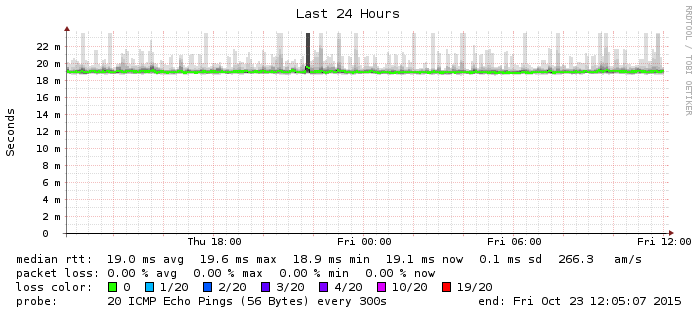 Last 24 Hours
RRDTOOL / TOBI OETIKER
Seconds
22 m
20 m
18 m
16 m
14 m
12 m
10 m
8 m
6 m
4 m
2 m
0
Thu 18:00 Fri 00:00 Fri 06:00 Fri 12:00
median rtt: 19.0 ms avg 19.6 ms max 18.9 ms min 19.1 ms now 0.1 ms sd 266.3 am/s
packet loss: 0.00 % avg 0.00 % max 0.00 % min 0.00 % now
loss color: 0 1/20 2/20 3/20 4/20 10/20 19/20
probe: 20 ICMP Echo Pings (56 Bytes) every 300s end: Fri Oct 23 12:05:07 2015